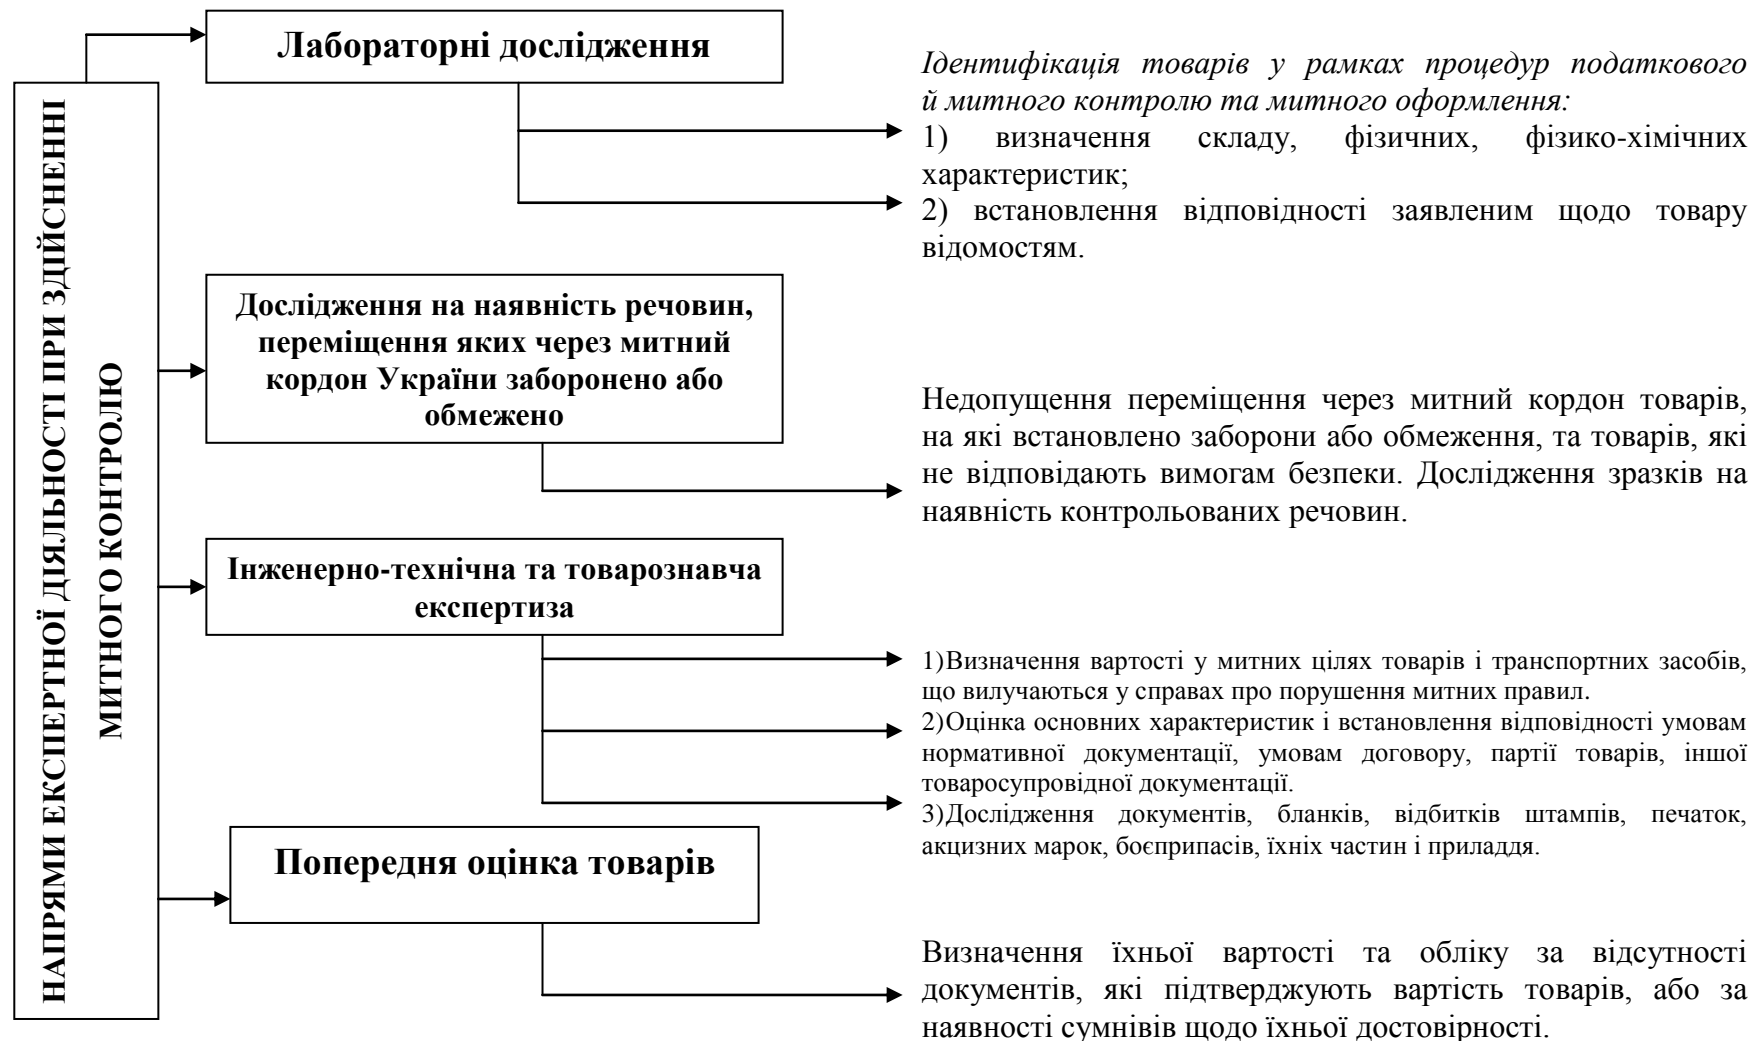 НАПРЯМИ ЕКСПЕРТНОЇ ДІЯЛЬНОСТІ ПРИ ЗДІЙСНЕННІ
МИТНОГО КОНТРОЛЮ
Лабораторні дослідження
Ідентифікація товарів у рамках процедур податкового
й митного контролю та митного оформлення:
1) визначення складу, фізичних, фізико-хімічних
характеристик;
2) встановлення відповідності заявленим щодо товару
відомостям.
Дослідження на наявність речовин,
переміщення яких через митний
кордон України заборонено або
обмежено
Недопущення переміщення через митний кордон товарів,
на які встановлено заборони або обмеження, та товарів, які
не відповідають вимогам безпеки. Дослідження зразків на
наявність контрольованих речовин.
Інженерно-технічна та товарознавча
експертиза
1)Визначення вартості у митних цілях товарів і транспортних засобів,
що вилучаються у справах про порушення митних правил.
2)Оцінка основних характеристик і встановлення відповідності умовам
нормативної документації, умовам договору, партії товарів, іншої
товаросупровідної документації.
3)Дослідження документів, бланків, відбитків штампів, печаток,
акцизних марок, боєприпасів, їхніх частин і приладдя.
Попередня оцінка товарів
Визначення їхньої вартості та обліку за відсутності
документів, які підтверджують вартість товарів, або за
наявності сумнівів щодо їхньої достовірності.